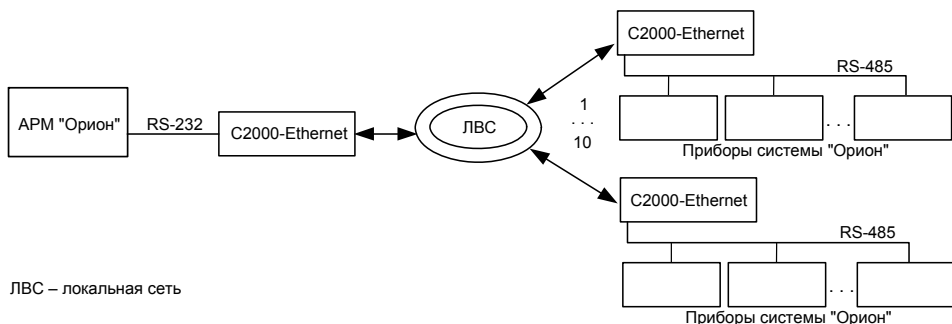 АРМ "Орион"
RS-232
C2000-Ethernet
ЛВС
C2000-Ethernet
RS-485
1
. . .
10
. . .
Приборы системы "Орион"
C2000-Ethernet
RS-485
. . .
Приборы системы "Орион"
ЛВС – локальная сеть